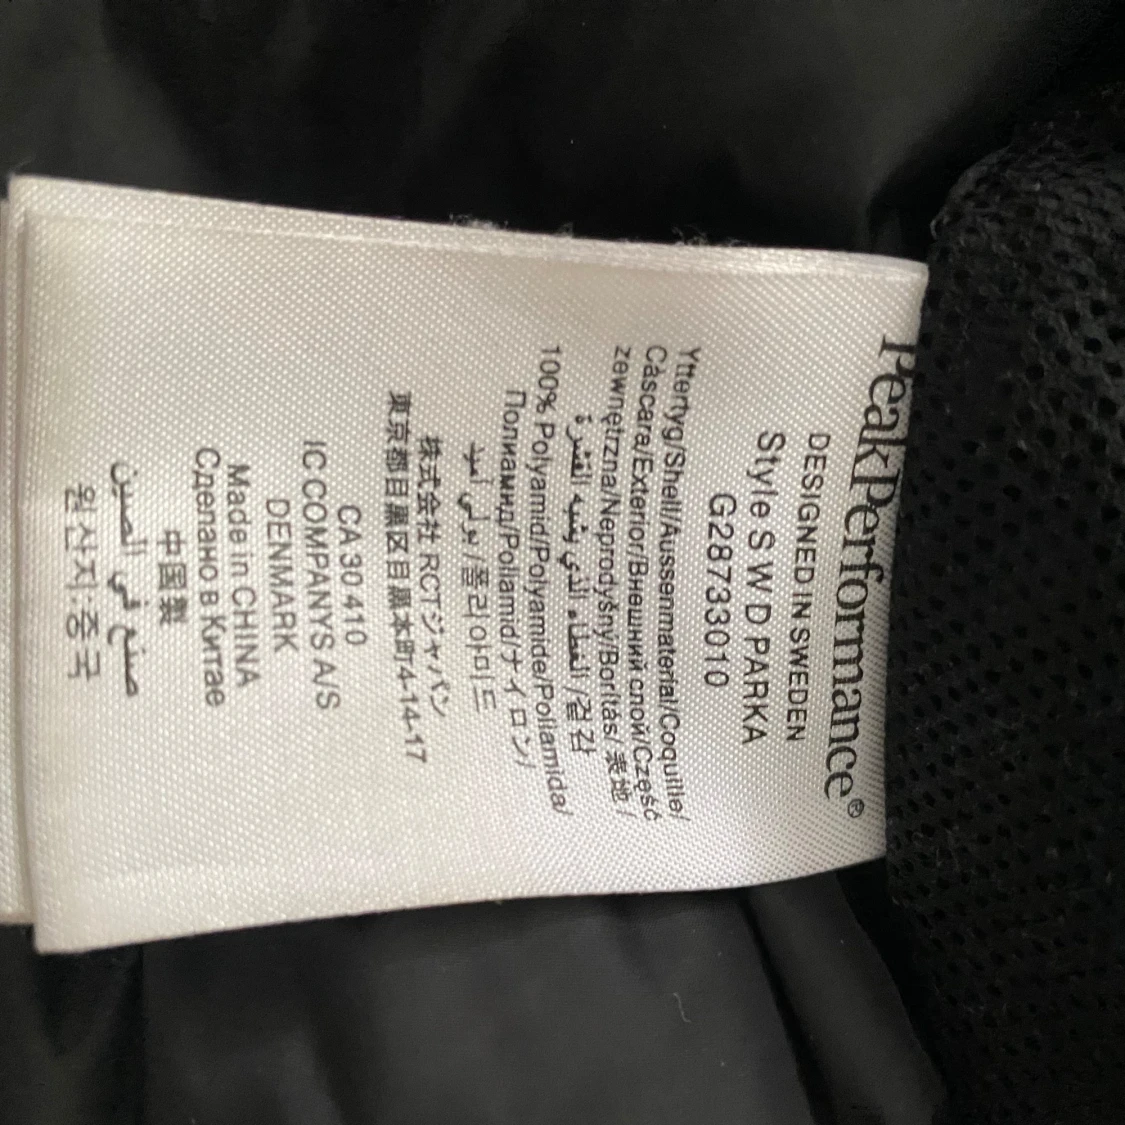 PeakPerformance®
DESIGNED IN SWEDEN
Style S W D PARKA
G28733010
Yttertyg/Shell/Aussenmaterial/Coquille/
Cáscara/Exterior/Внешний слой/Część
zewnętrzna/Neprodyšný/Borítás/表地/
الغطاء الذي يشبه القشرة/겉감
100% Polyamid/Polyamide/Poliamida/
Полиамид/Poliamid/ナイロン/
بولي أميد/폴리아미드
株式会社 RCTジャパン
東京都目黒区目黒本町4-14-17
CA 30 410
IC COMPANYS A/S
DENMARK
Made in CHINA
Сделано в Китае
中国製
صنع في الصين
원산지:중국